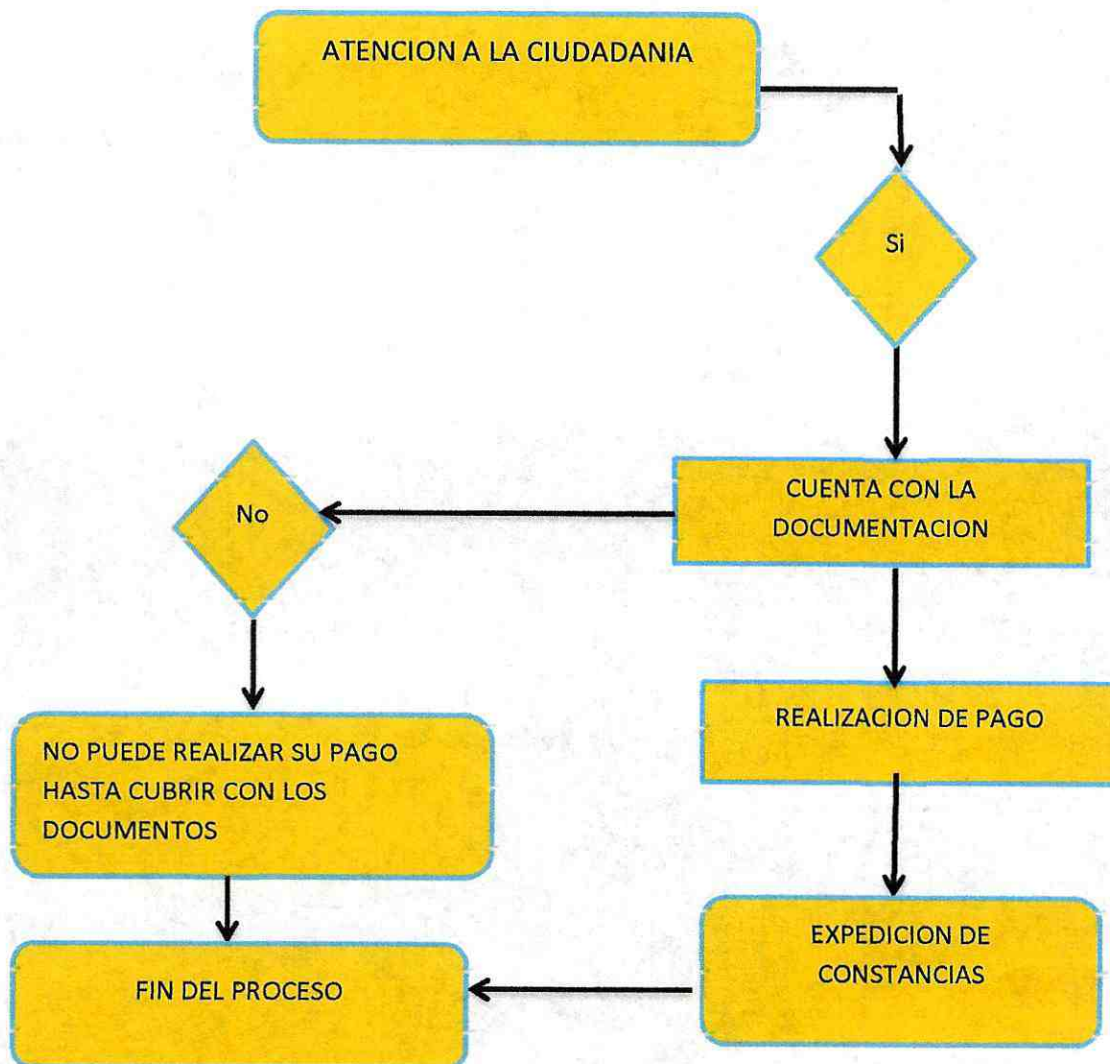 ATENCION A LA CIUDADANIA
Si
CUENTA CON LA
DOCUMENTACION
No
REALIZACION DE PAGO
NO PUEDE REALIZAR SU PAGO
HASTA CUBRIR CON LOS
DOCUMENTOS
EXPEDICION DE
CONSTANCIAS
FIN DEL PROCESO